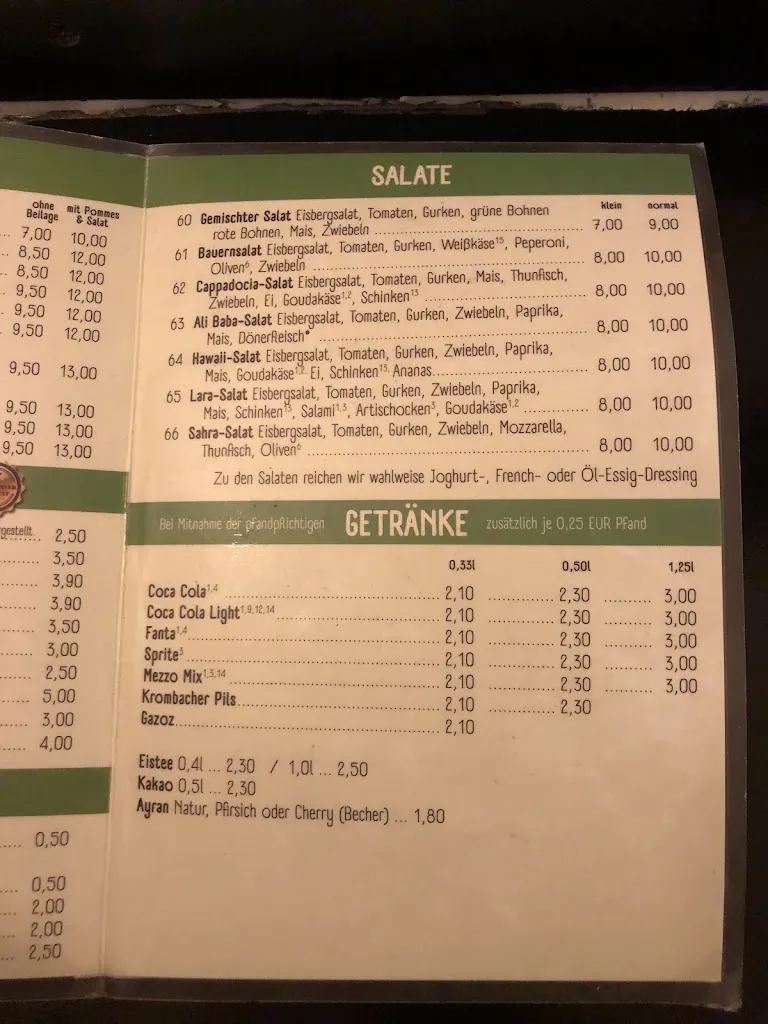 ohne Beilage mit Pommes & Salat
7,00 10,00
8,50 12,00
8,50 12,00
9,50 12,00
9,50 12,00
9,50 12,00
9,50 13,00
9,50 13,00
9,50 13,00
9,50 13,00
2,50
3,50
3,90
3,90
3,50
3,00
2,50
5,00
3,00
4,00
0,50
0,50
2,00
2,00
2,50
SALATE
klein normal
60 Gemischter Salat Eisbergsalat, Tomaten, Gurken, grüne Bohnen
rote Bohnen, Mais, Zwiebeln 7,00 9,00
61 Bauernsalat Eisbergsalat, Tomaten, Gurken, Weißkäse15, Peperoni,
Oliven6, Zwiebeln 8,00 10,00
62 Cappadocia-Salat Eisbergsalat, Tomaten, Gurken, Mais, Thunfisch,
Zwiebeln, Ei, Goudakäse1,2, Schinken13 8,00 10,00
63 Ali Baba-Salat Eisbergsalat, Tomaten, Gurken, Zwiebeln, Paprika,
Mais, Dönerfleisch* 8,00 10,00
64 Hawaii-Salat Eisbergsalat, Tomaten, Gurken, Zwiebeln, Paprika,
Mais, Goudakäse1,2, Ei, Schinken13, Ananas 8,00 10,00
65 Lara-Salat Eisbergsalat, Tomaten, Gurken, Zwiebeln, Paprika,
Mais, Schinken13, Salami1,3, Artischocken3, Goudakäse1,2 8,00 10,00
66 Sahra-Salat Eisbergsalat, Tomaten, Gurken, Zwiebeln, Mozzarella,
Thunfisch, Oliven6 8,00 10,00
Zu den Salaten reichen wir wahlweise Joghurt-, French- oder Öl-Essig-Dressing
Bei Mitnahme der pfandpflichtigen GETRÄNKE zusätzlich je 0,25 EUR Pfand
0,33l 0,50l 1,25l
Coca Cola1,4 2,10 2,30 3,00
Coca Cola Light1,9,12,14 2,10 2,30 3,00
Fanta1,4 2,10 2,30 3,00
Sprite3 2,10 2,30 3,00
Mezzo Mix1,3,14 2,10 2,30 3,00
Krombacher Pils 2,10 2,30
Gazoz 2,10
Eistee 0,4l ... 2,30 / 1,0l ... 2,50
Kakao 0,5l ... 2,30
Ayran Natur, Pfirsich oder Cherry (Becher) ... 1,80